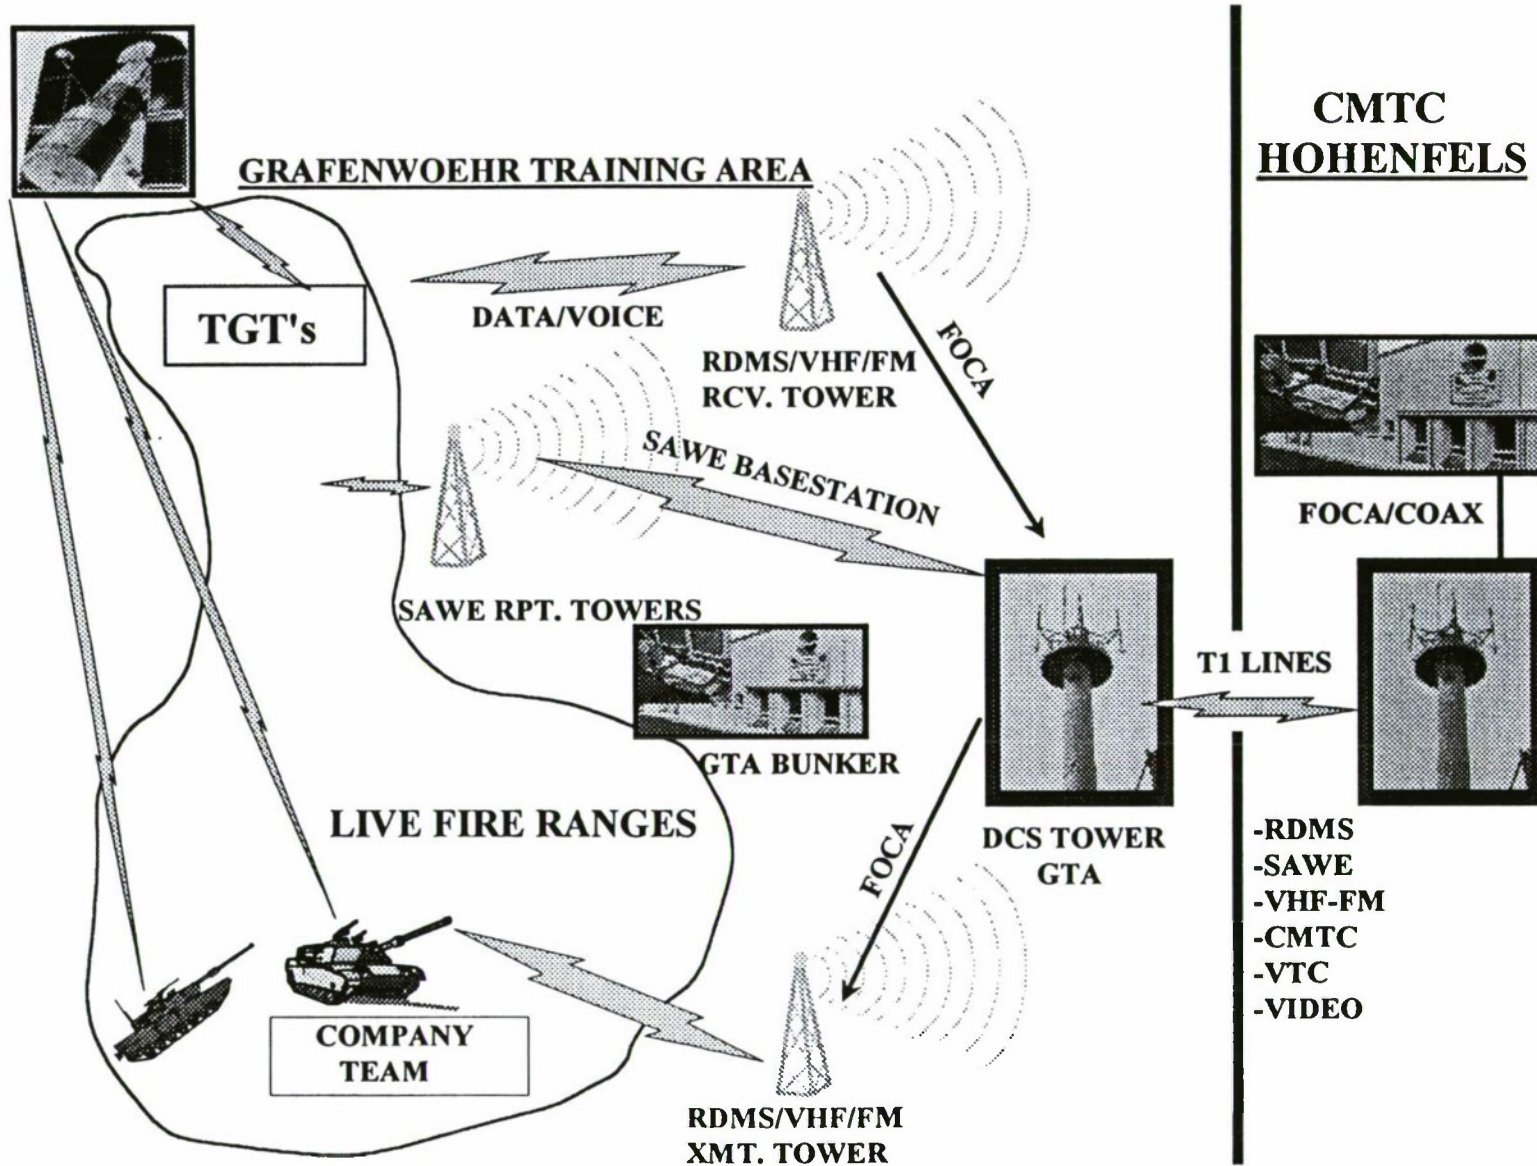 CMTC
HOHENFELS
GRAFENWOEHR TRAINING AREA
TGT's
DATA/VOICE
RDMS/VHF/FM
RCV. TOWER
FOCA
SAWE BASESTATION
FOCA/COAX
SAWE RPT. TOWERS
T1 LINES
GTA BUNKER
LIVE FIRE RANGES
FOCA
DCS TOWER
GTA
-RDMS
-SAWE
-VHF-FM
-CMTC
-VTC
-VIDEO
COMPANY
TEAM
RDMS/VHF/FM
XMT. TOWER